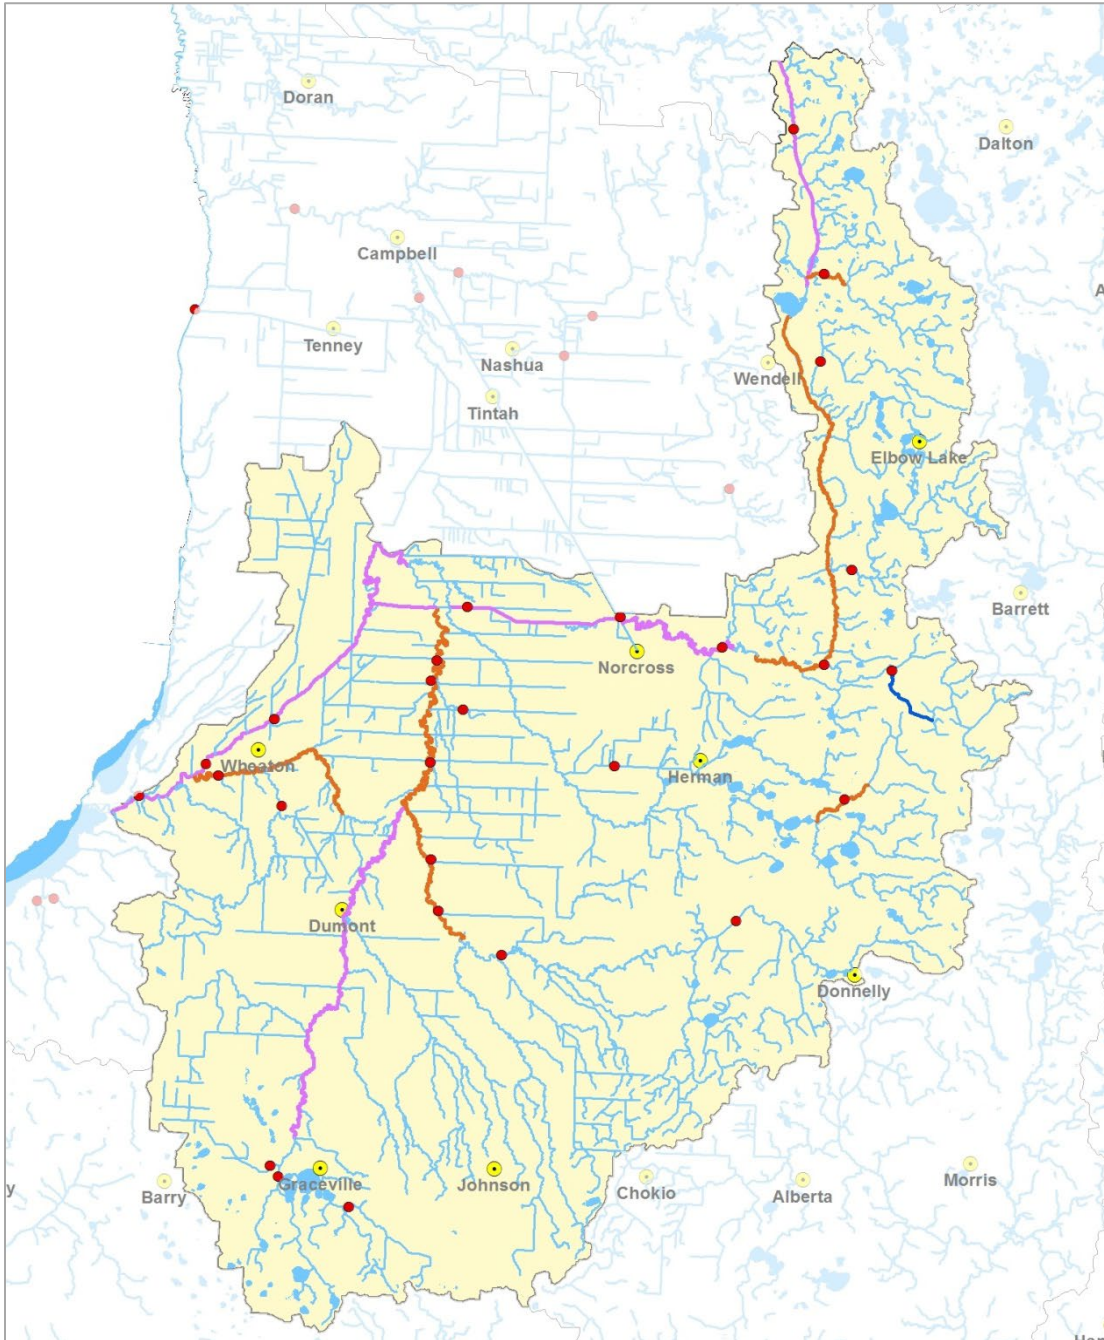 Doran
Dalton
Campbell
A
Tenney
Nashua
Wendell
Tintah
Elbow Lake
Barrett
Norcross
Wheaton
Herman
Dumont
Donnelly
Graceville
Johnson
Barry
Chokio
Alberta
Morris
y